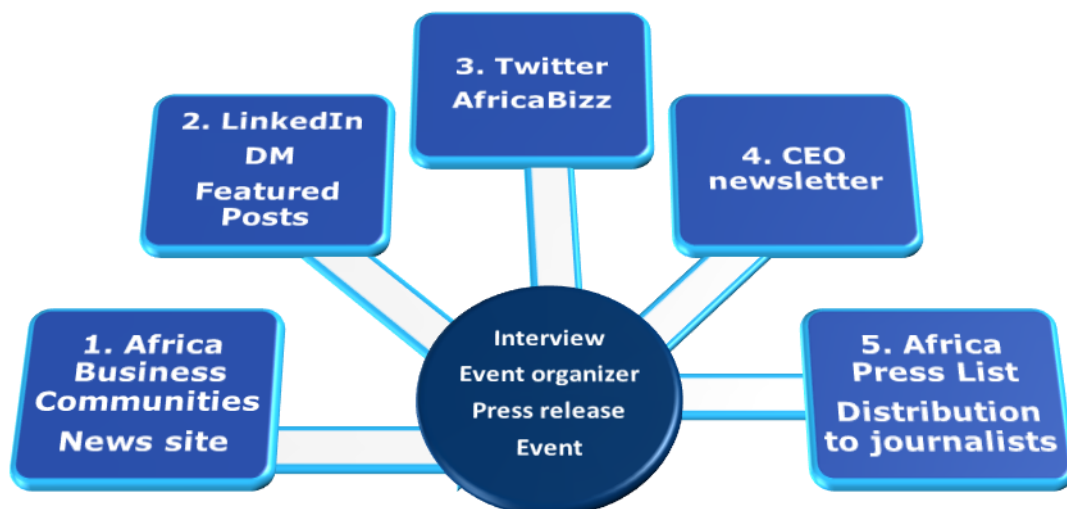 1. Africa
Business
Communities
News site
2. LinkedIn
DM
Featured
Posts
3. Twitter
AfricaBizz
4. CEO
newsletter
5. Africa
Press List
Distribution
to journalists
Interview
Event organizer
Press release
Event